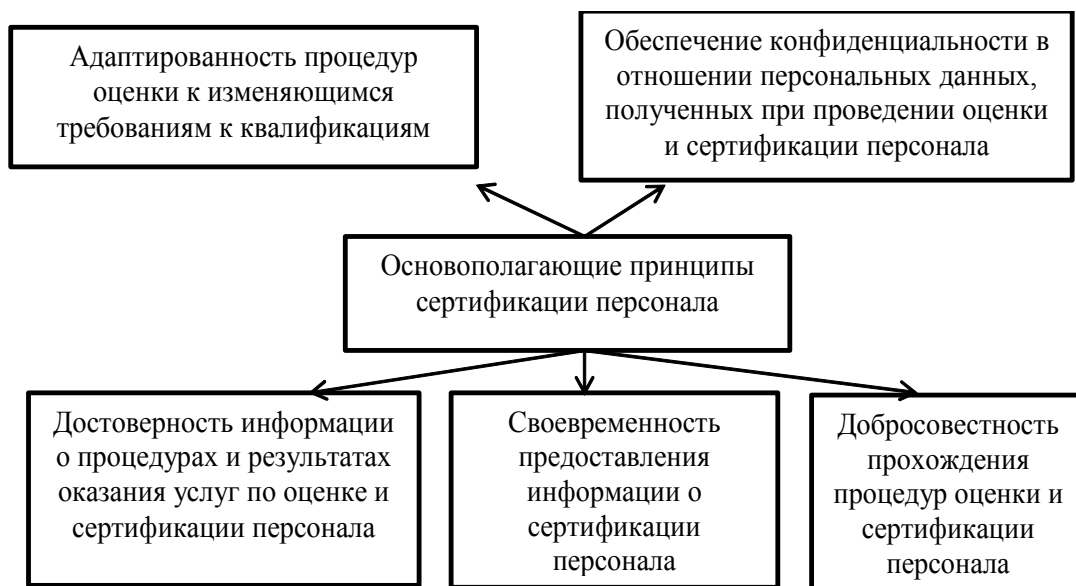 Адаптированность процедур
оценки к изменяющимся
требованиям к квалификациям
Обеспечение конфиденциальности в
отношении персональных данных,
полученных при проведении оценки
и сертификации персонала
Основополагающие принципы
сертификации персонала
Достоверность информации
о процедурах и результатах
оказания услуг по оценке и
сертификации персонала
Своевременность
предоставления
информации о
сертификации
персонала
Добросовестность
прохождения
процедур оценки и
сертификации
персонала